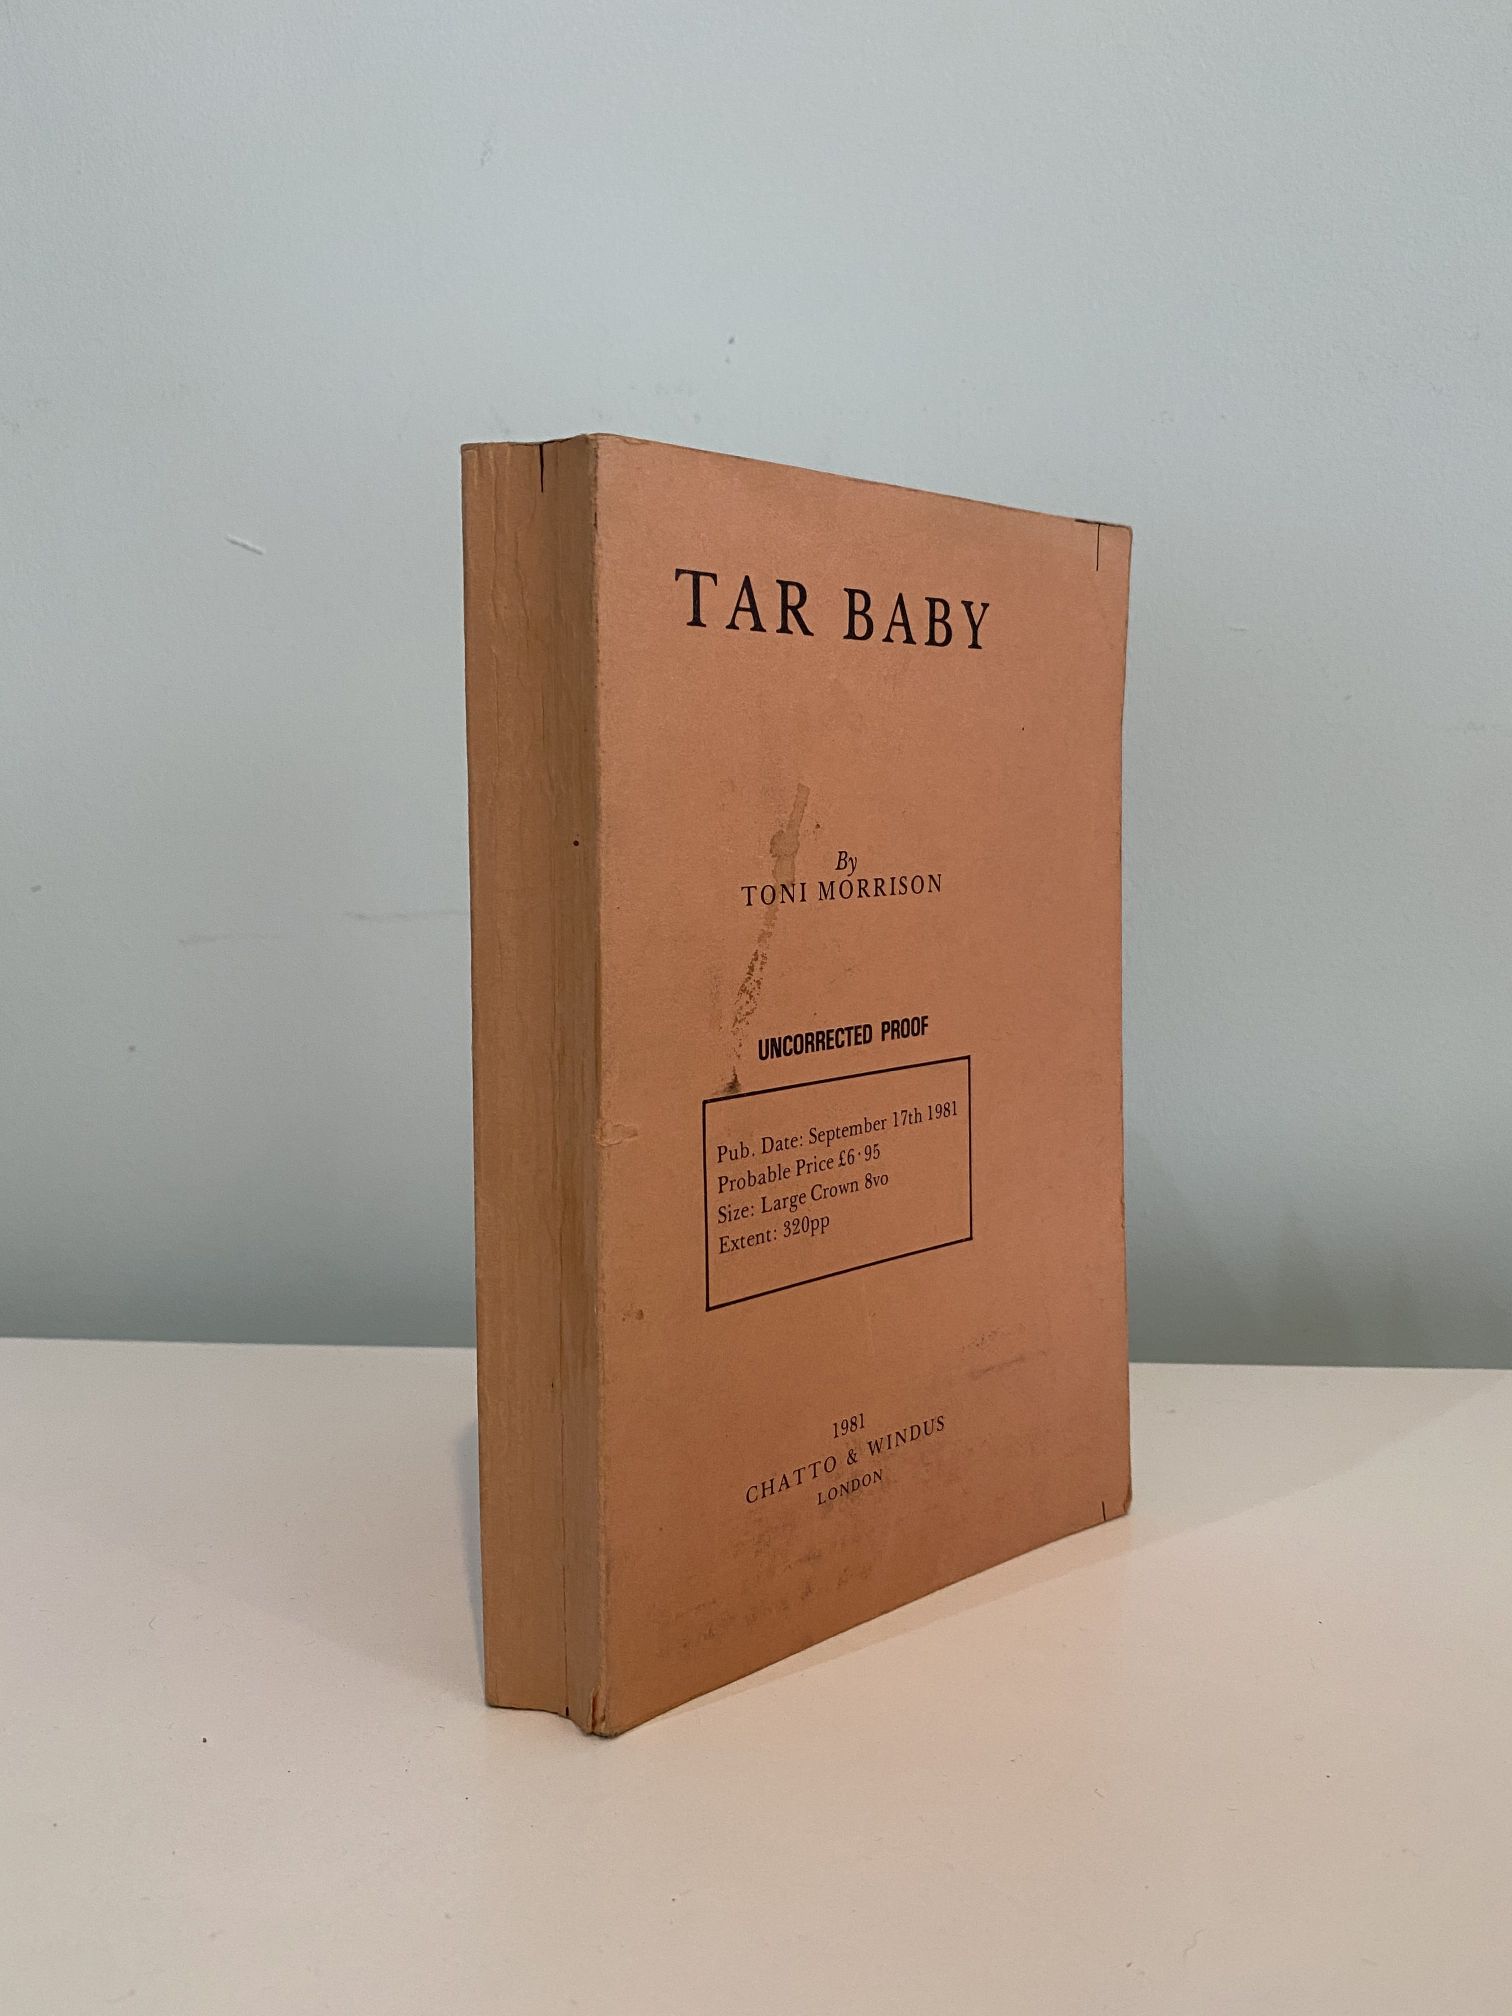 TAR BABY
By
TONI MORRISON
UNCORRECTED PROOF
Pub. Date: September 17th 1981
Probable Price £6·95
Size: Large Crown 8vo
Extent: 320pp
1981
CHATTO & WINDUS
LONDON